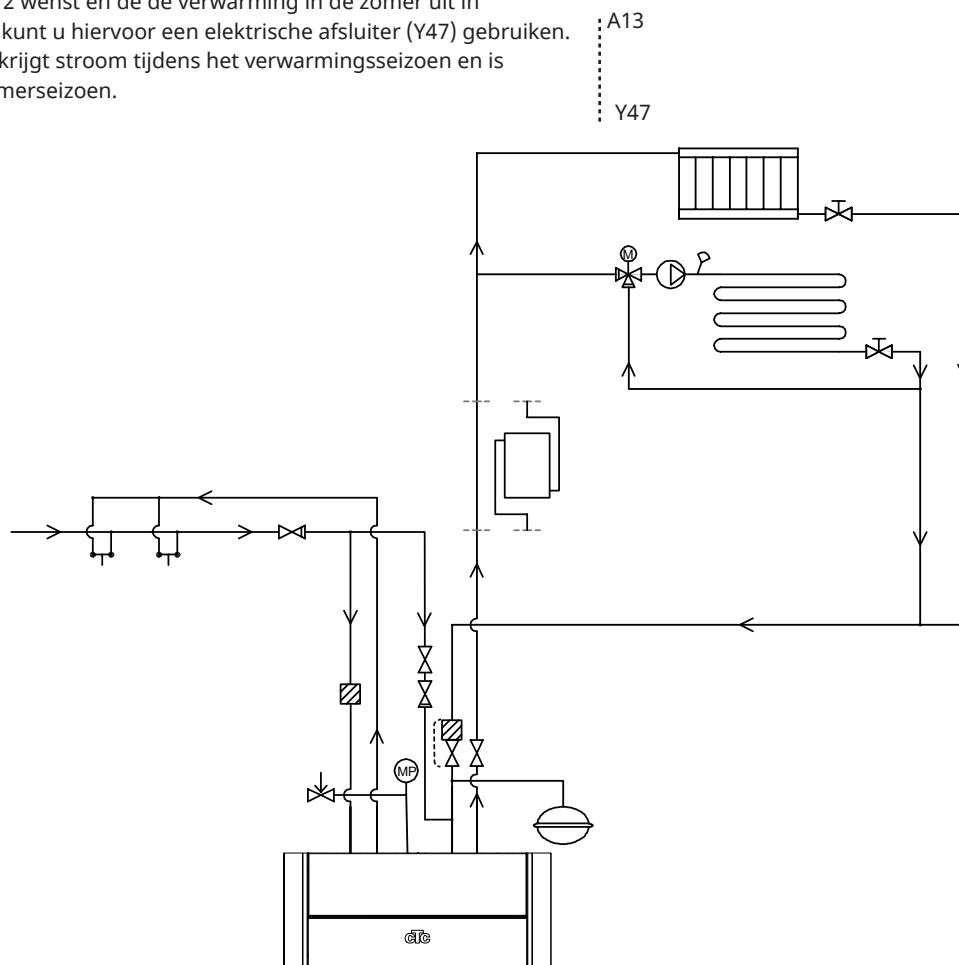 2 wenst en de de verwarming in de zomer uit in
kunt u hiervoor een elektrische afsluiter (Y47) gebruiken.
krijgt stroom tijdens het verwarmingsseizoen en is
merseizoen.
A13
Y47
M
MP
cTc